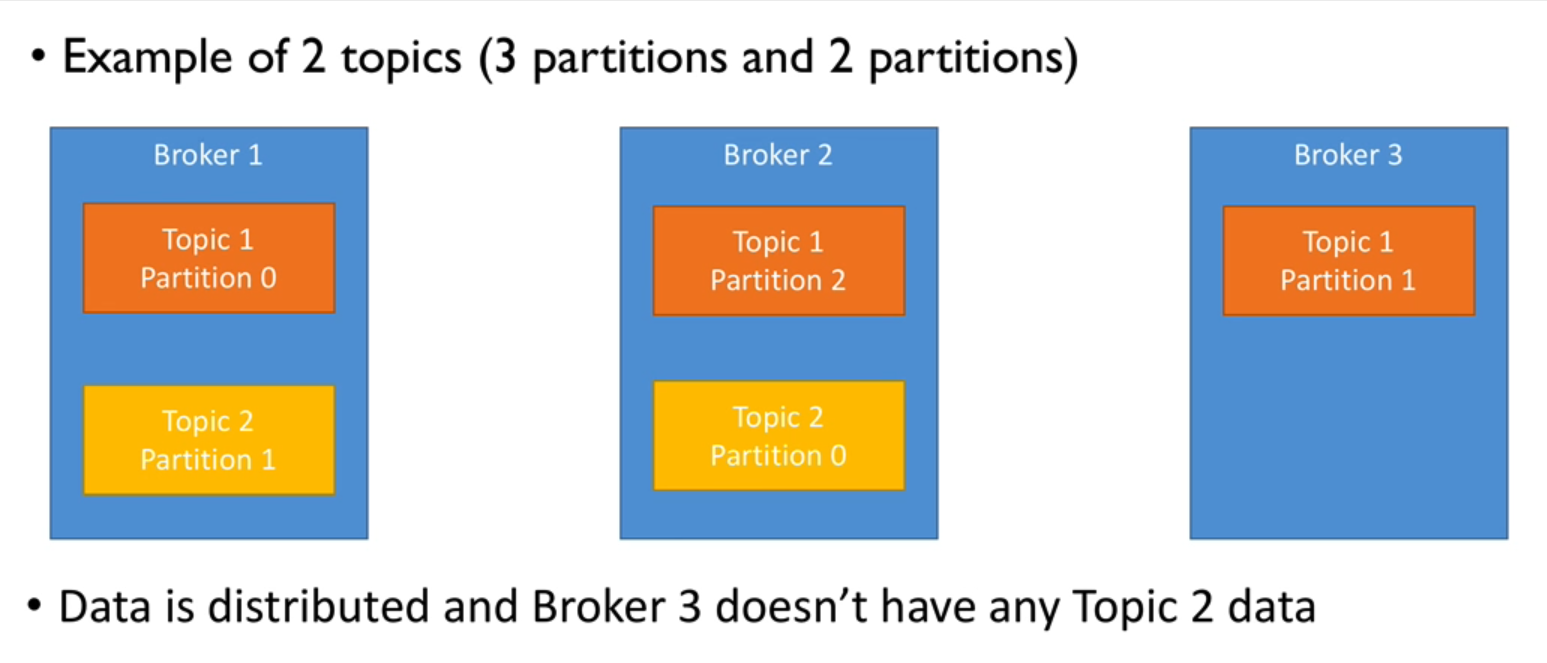 • Example of 2 topics (3 partitions and 2 partitions)
Broker 1
Topic 1
Partition 0
Topic 2
Partition 1
Broker 2
Topic 1
Partition 2
Topic 2
Partition 0
Broker 3
Topic 1
Partition 1
• Data is distributed and Broker 3 doesn’t have any Topic 2 data